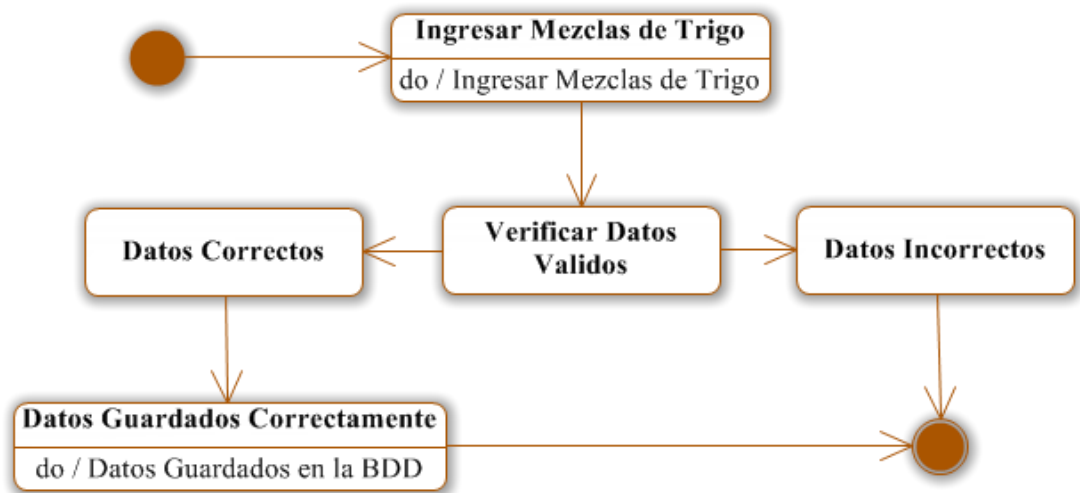 Ingresar Mezclas de Trigo
do / Ingresar Mezclas de Trigo
Datos Correctos
Verificar Datos
Validos
Datos Incorrectos
Datos Guardados Correctamente
do / Datos Guardados en la BDD